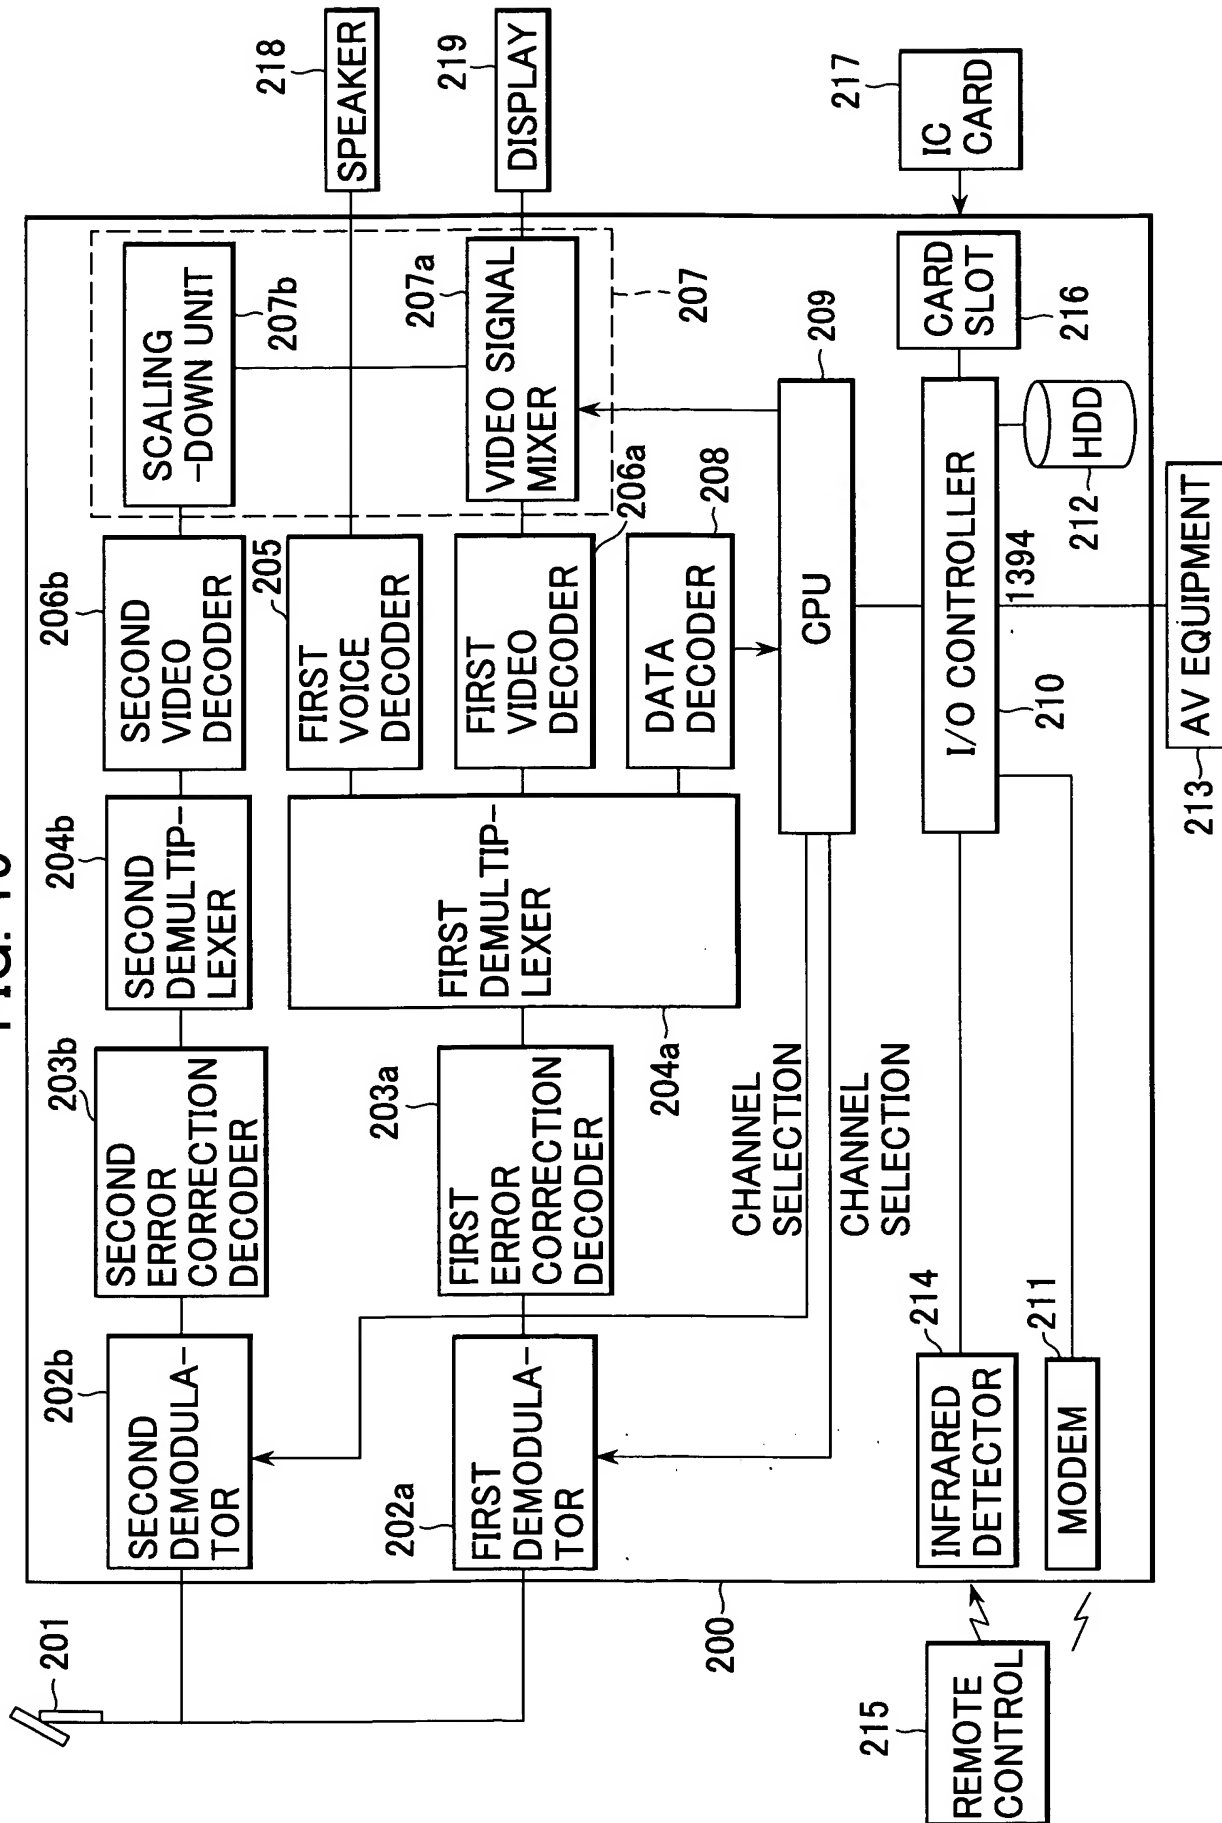 201
202b
SECOND
DEMODULA-
TOR
203b
SECOND
ERROR
CORRECTION
DECODER
204b
SECOND
DEMULTIP-
LEXER
206b
SECOND
VIDEO
DECODER
SCALING
-DOWN UNIT
207b
218
SPEAKER
205
FIRST
VOICE
DECODER
219
DISPLAY
202a
FIRST
DEMODULA-
TOR
203a
FIRST
ERROR
CORRECTION
DECODER
FIRST
DEMULTIP-
LEXER
204a
FIRST
VIDEO
DECODER
206a
207a
VIDEO SIGNAL
MIXER
207
DATA
DECODER
208
CHANNEL
SELECTION
CHANNEL
SELECTION
CPU
209
200
214
INFRARED
DETECTOR
211
MODEM
215
REMOTE
CONTROL
I/O CONTROLLER
210
1394
CARD
SLOT
216
217
IC
CARD
HDD
212
213
AV EQUIPMENT